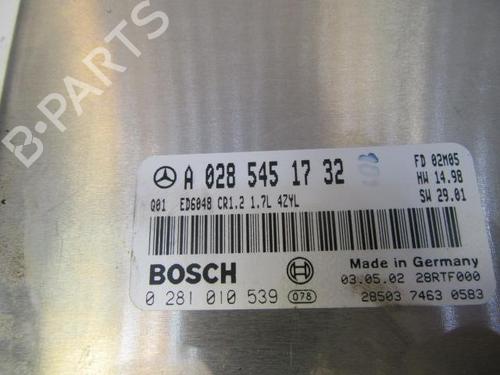 A 028 545 17 32
FD 02M05
HW 14.98
SW 29.01
Q01 ED6048 CR1.2 1.7L 4ZYL
BOSCH
Made in Germany
03.05.02 28RTF000
0 281 010 539 078
28503 7463 0583
B-PARTS